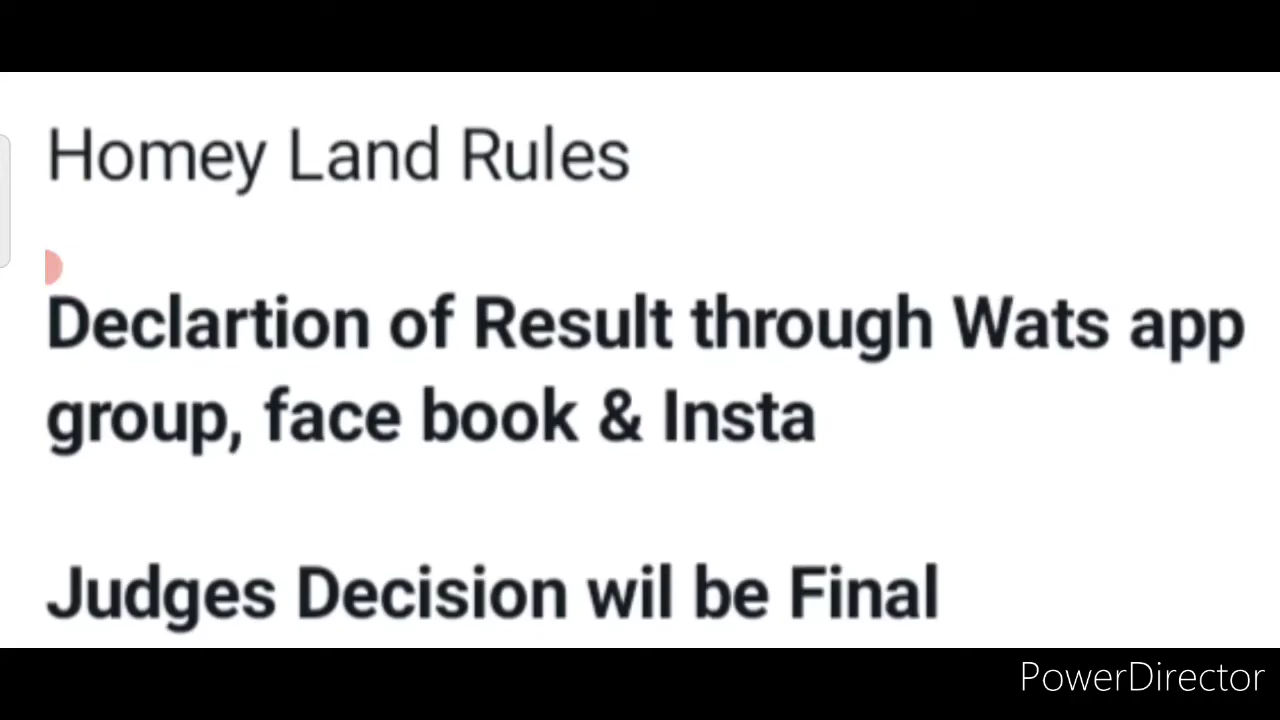 Homey Land Rules
Declartion of Result through Wats app
group, face book & Insta
Judges Decision wil be Final
PowerDirector